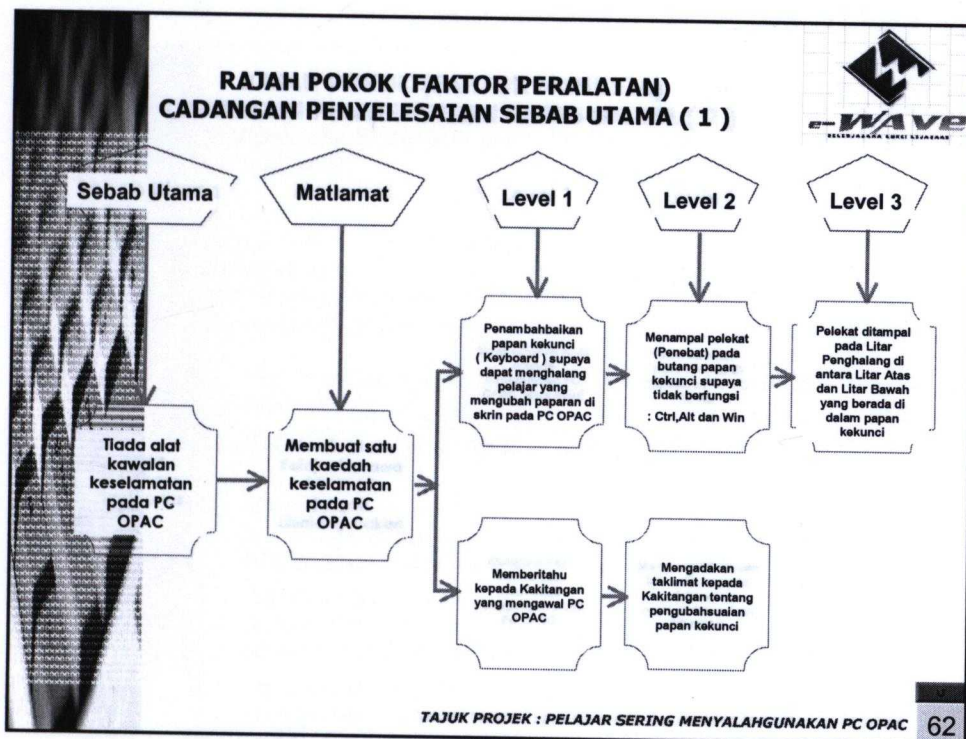 RAJAH POKOK (FAKTOR PERALATAN)
CADANGAN PENYELESAIAN SEBAB UTAMA ( 1 )
e-WAVE
Sebab Utama
Matlamat
Level 1
Level 2
Level 3
Tiada alat
kawalan
keselamatan
pada PC
OPAC
Membuat satu
kaedah
keselamatan
pada PC
OPAC
Penambahbaikan
papan kekunci
( Keyboard ) supaya
dapat menghalang
pelajar yang
mengubah paparan di
skrin pada PC OPAC
Menampal pelekat
(Penebat) pada
butang papan
kekunci supaya
tidak berfungsi
: Ctrl,Alt dan Win
Pelekat ditampal
pada Litar
Penghalang di
antara Litar Atas
dan Litar Bawah
yang berada di
dalam papan
kekunci
Memberitahu
kepada Kakitangan
yang mengawal PC
OPAC
Mengadakan
taklimat kepada
Kakitangan tentang
pengubahsuaian
papan kekunci
TAJUK PROJEK : PELAJAR SERING MENYALAHGUNAKAN PC OPAC
62